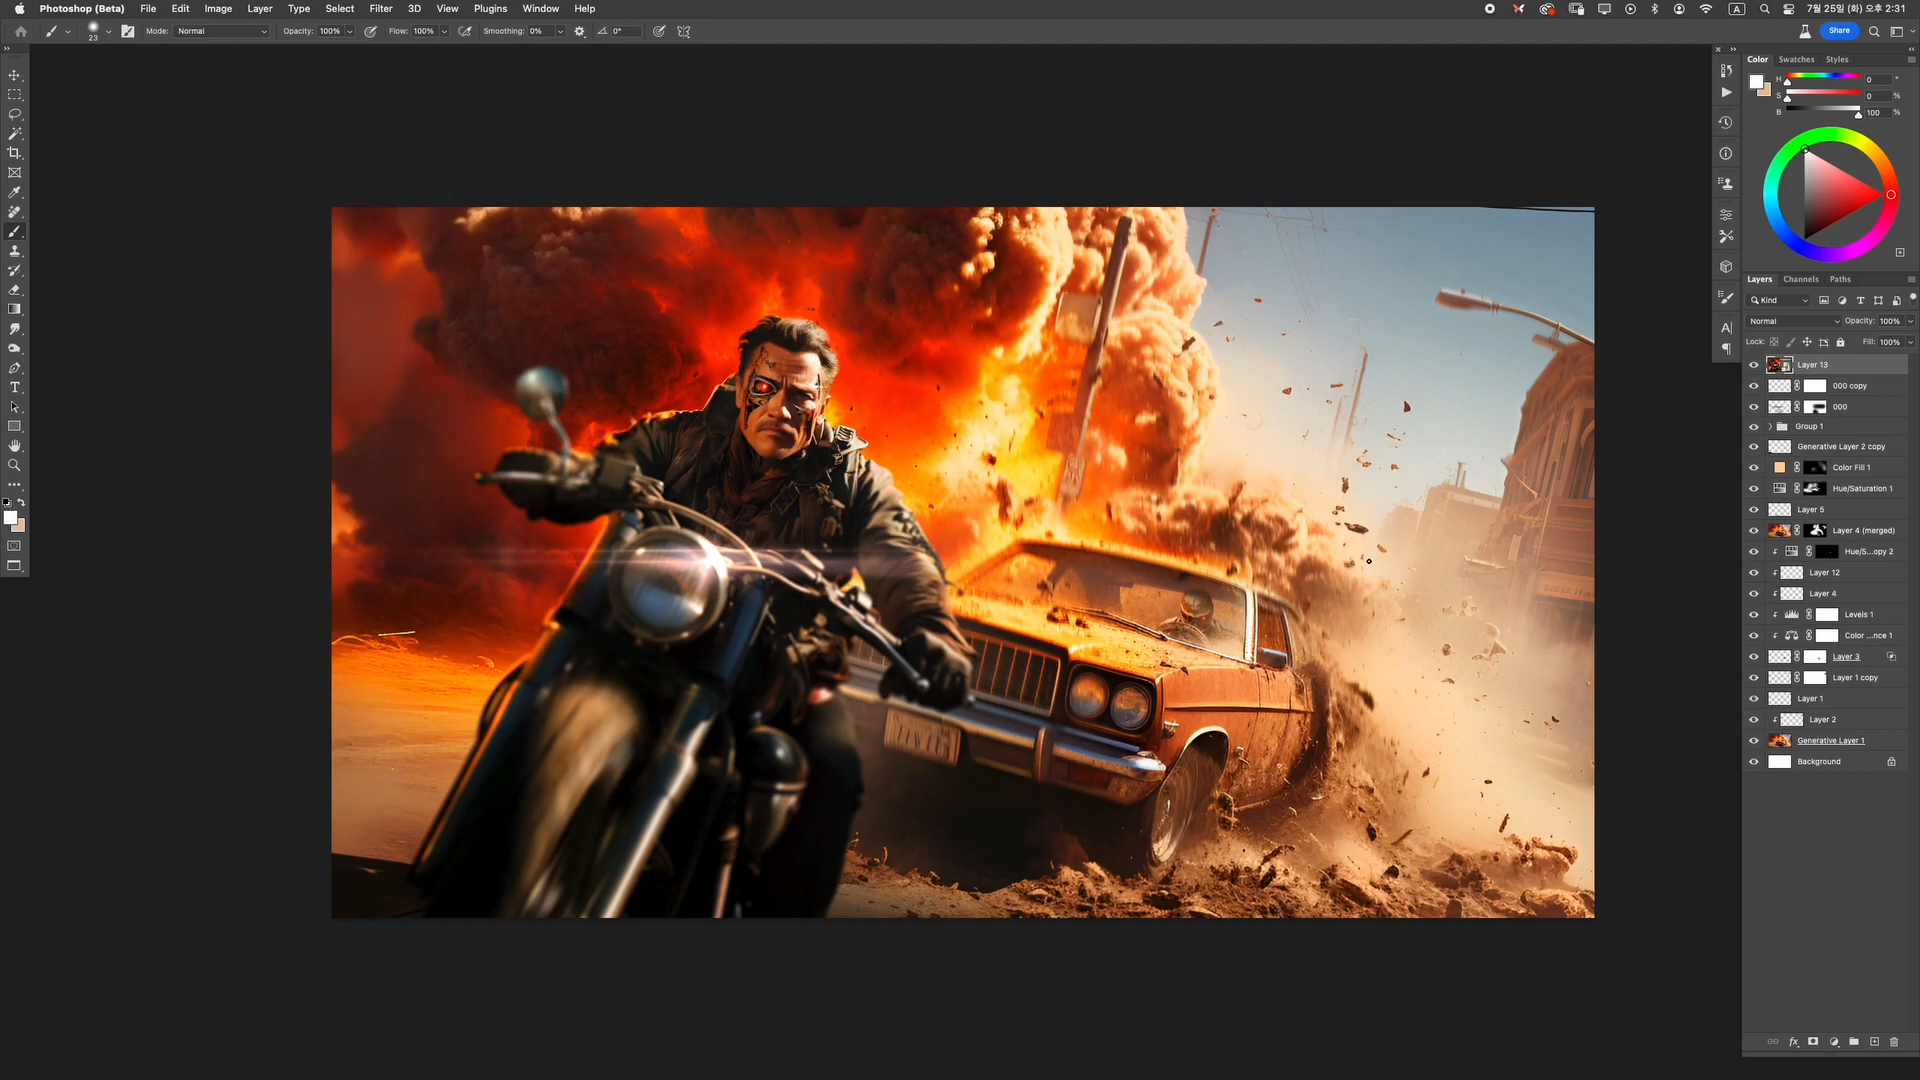 Photoshop (Beta) File Edit Image Layer Type Select Filter 3D View Plugins Window Help
A 7월 25일 (화) 오후 2:31
23 Mode: Normal Opacity: 100% Flow: 100% Smoothing: 0% 0° Share
Color Swatches Styles
H 0 °
S 0 %
B 100 %
Layers Channels Paths
Kind
Normal Opacity: 100%
Lock: Fill: 100%
Layer 13
000 copy
000
Group 1
Generative Layer 2 copy
Color Fill 1
Hue/Saturation 1
Layer 5
Layer 4 (merged)
Hue/S...opy 2
Layer 12
Layer 4
Levels 1
Color ...nce 1
Layer 3
Layer 1 copy
Layer 1
Layer 2
Generative Layer 1
Background
fx